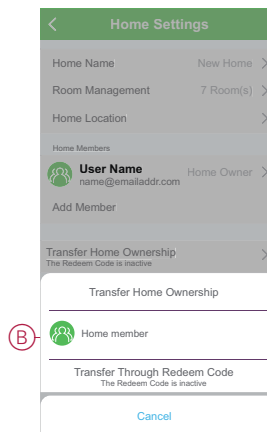 Home Settings
Home Name New Home
Room Management 7 Room(s)
Home Location
Home Members
User Name Home Owner
name@emailaddr.com
Add Member
Transfer Home Ownership
The Redeem Code is inactive
Transfer Home Ownership
B
Home member
Transfer Through Redeem Code
The Redeem Code is inactive
Cancel